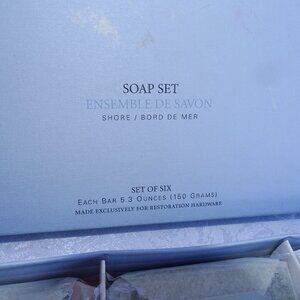 SOAP SET
ENSEMBLE DE SAVON
SHORE / BORD DE MER
SET OF SIX
EACH BAR 5.3 OUNCES (150 GRAMS)
MADE EXCLUSIVELY FOR RESTORATION HARDWARE